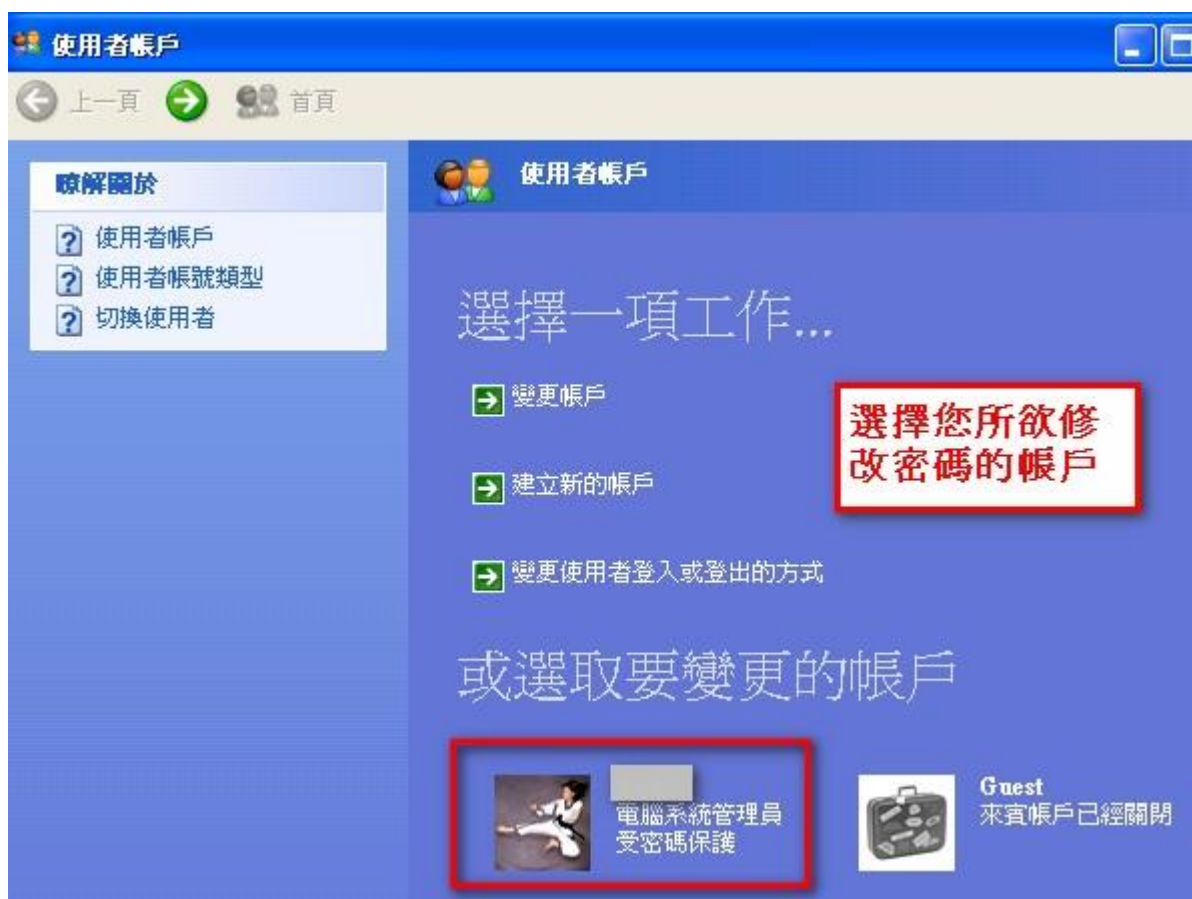 使用者帳戶
上一頁 首頁
瞭解關於
使用者帳戶
使用者帳號類型
切換使用者
使用者帳戶
選擇一項工作...
變更帳戶
建立新的帳戶
變更使用者登入或登出的方式
選擇您所欲修
改密碼的帳戶
或選取要變更的帳戶
電腦系統管理員
受密碼保護
Guest
來賓帳戶已經關閉